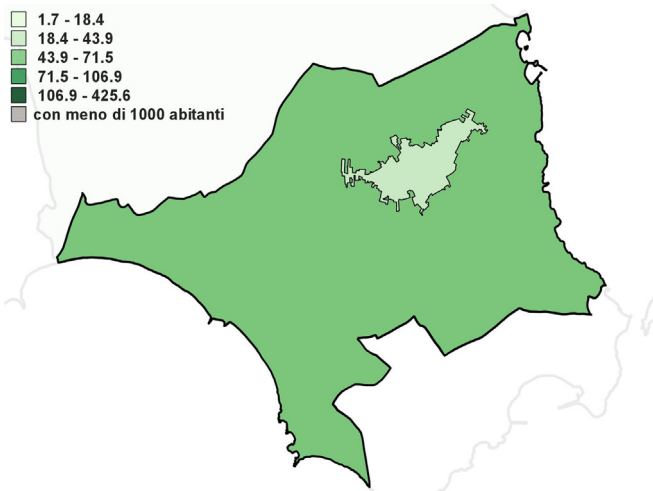 1.7 - 18.4
18.4 - 43.9
43.9 - 71.5
71.5 - 106.9
106.9 - 425.6
con meno di 1000 abitanti